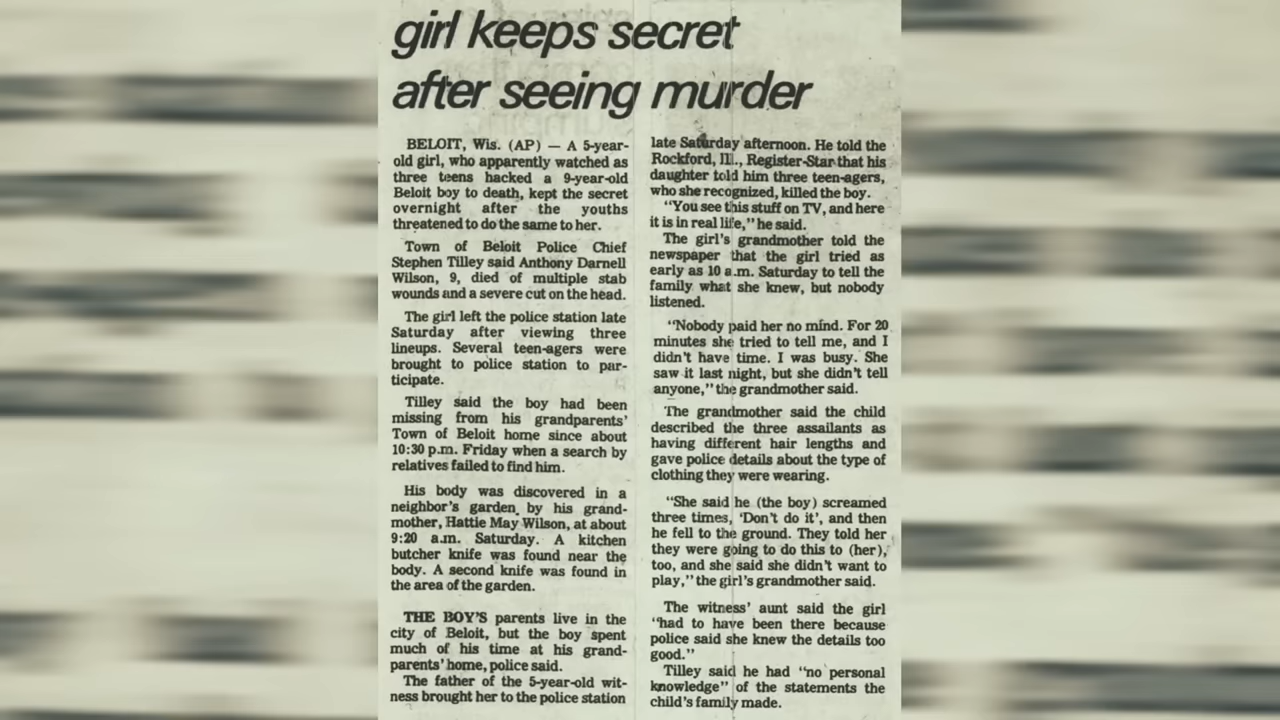 girl keeps secret
after seeing murder
BELOIT, Wis. (AP) — A 5-year-
old girl, who apparently watched as
three teens hacked a 9-year-old
Beloit boy to death, kept the secret
overnight after the youths
threatened to do the same to her.
Town of Beloit Police Chief
Stephen Tilley said Anthony Darnell
Wilson, 9, died of multiple stab
wounds and a severe cut on the head.
The girl left the police station late
Saturday after viewing three
lineups. Several teen-agers were
brought to police station to par-
ticipate.
Tilley said the boy had been
missing from his grandparents'
Town of Beloit home since about
10:30 p.m. Friday when a search by
relatives failed to find him.
His body was discovered in a
neighbor's garden by his grand-
mother, Hattie May Wilson, at about
9:20 a.m. Saturday. A kitchen
butcher knife was found near the
body. A second knife was found in
the area of the garden.
THE BOY'S parents live in the
city of Beloit, but the boy spent
much of his time at his grand-
parents' home, police said.
The father of the 5-year-old wit-
ness brought her to the police station
late Saturday afternoon. He told the
Rockford, Ill., Register-Star that his
daughter told him three teen-agers,
who she recognized, killed the boy.
"You see this stuff on TV, and here
it is in real life," he said.
The girl's grandmother told the
newspaper that the girl tried as
early as 10 a.m. Saturday to tell the
family what she knew, but nobody
listened.
"Nobody paid her no mind. For 20
minutes she tried to tell me, and I
didn't have time. I was busy. She
saw it last night, but she didn't tell
anyone," the grandmother said.
The grandmother said the child
described the three assailants as
having different hair lengths and
gave police details about the type of
clothing they were wearing.
"She said he (the boy) screamed
three times, 'Don't do it', and then
he fell to the ground. They told her
they were going to do this to (her),
too, and she said she didn't want to
play," the girl's grandmother said.
The witness' aunt said the girl
"had to have been there because
police said she knew the details too
good."
Tilley said he had "no personal
knowledge" of the statements the
child's family made.